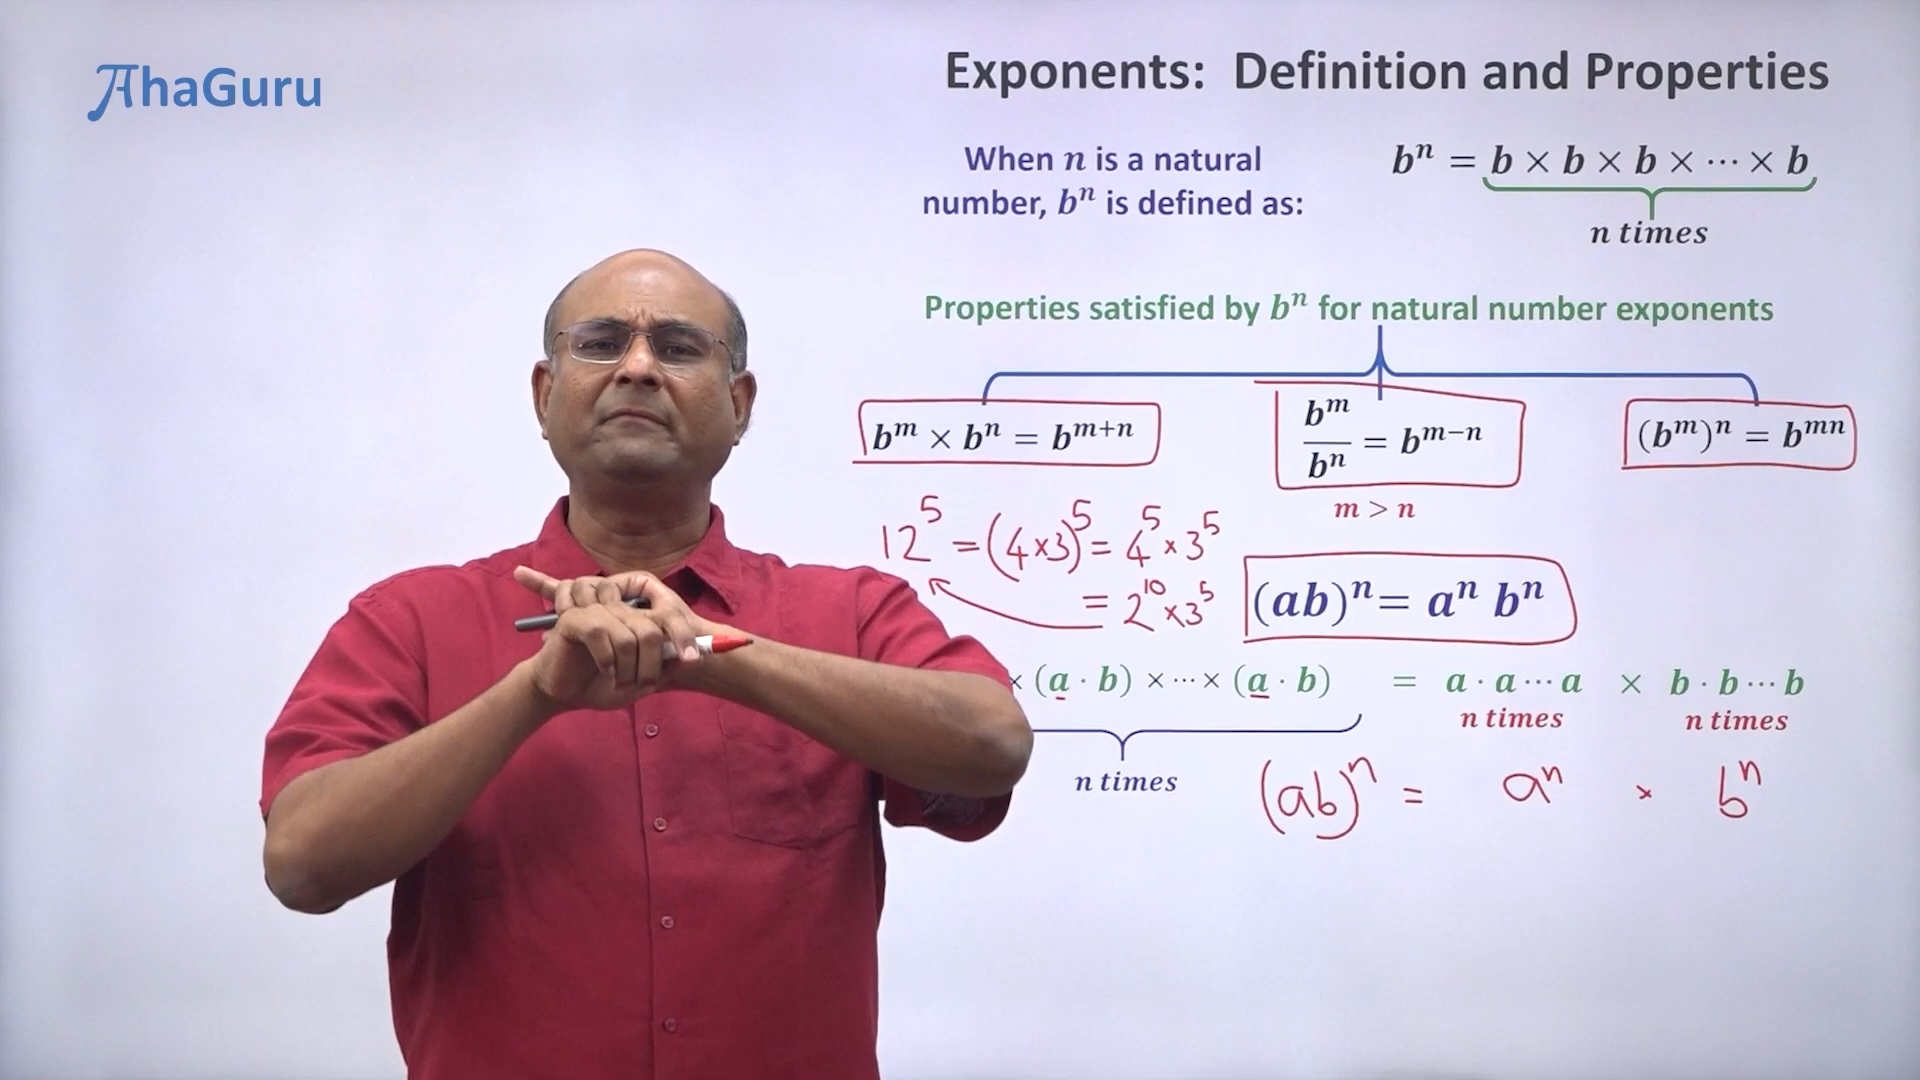 AhaGuru
Exponents: Definition and Properties
When n is a natural
number, bⁿ is defined as:
bⁿ = b × b × b × ⋯ × b
n times
Properties satisfied by bⁿ for natural number exponents
bᵐ × bⁿ = bᵐ⁺ⁿ
bᵐ/bⁿ = bᵐ⁻ⁿ
m > n
(bᵐ)ⁿ = bᵐⁿ
12⁵ = (4×3)⁵ = 4⁵ × 3⁵
= 2¹⁰ × 3⁵
(ab)ⁿ = aⁿ bⁿ
× (a · b) × ⋯ × (a · b) = a · a ⋯ a × b · b ⋯ b
n times n times
n times
(ab)ⁿ = aⁿ × bⁿ